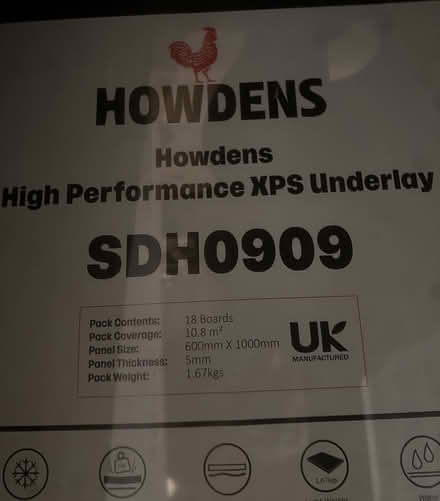 HOWDENS
Howdens
High Performance XPS Underlay
SDH0909
Pack Contents: 18 Boards
Pack Coverage: 10.8 m²
Panel Size: 600mm X 1000mm
Panel Thickness: 5mm
Pack Weight: 1.67kgs
UK
MANUFACTURED